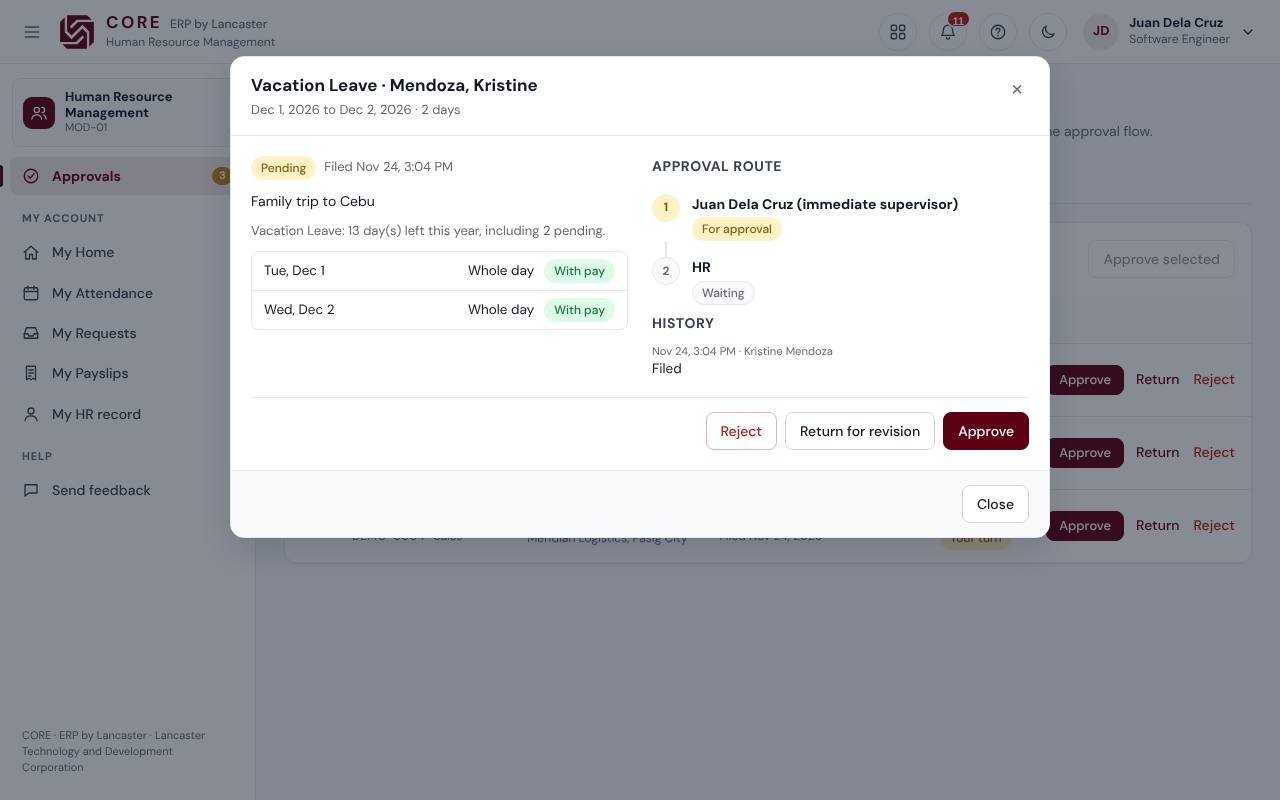 CORE ERP by Lancaster
Human Resource Management
11
JD
Juan Dela Cruz
Software Engineer
Human Resource
Management
MOD-01
Approvals
3
MY ACCOUNT
My Home
My Attendance
My Requests
My Payslips
My HR record
HELP
Send feedback
CORE · ERP by Lancaster · Lancaster
Technology and Development
Corporation
approval flow.
Approve selected
Approve Return Reject
Approve Return Reject
Approve Return Reject
Vacation Leave · Mendoza, Kristine
Dec 1, 2026 to Dec 2, 2026 · 2 days
Pending Filed Nov 24, 3:04 PM
Family trip to Cebu
Vacation Leave: 13 day(s) left this year, including 2 pending.
Tue, Dec 1 Whole day With pay
Wed, Dec 2 Whole day With pay
APPROVAL ROUTE
1 Juan Dela Cruz (immediate supervisor)
For approval
2 HR
Waiting
HISTORY
Nov 24, 3:04 PM · Kristine Mendoza
Filed
Reject Return for revision Approve
Close